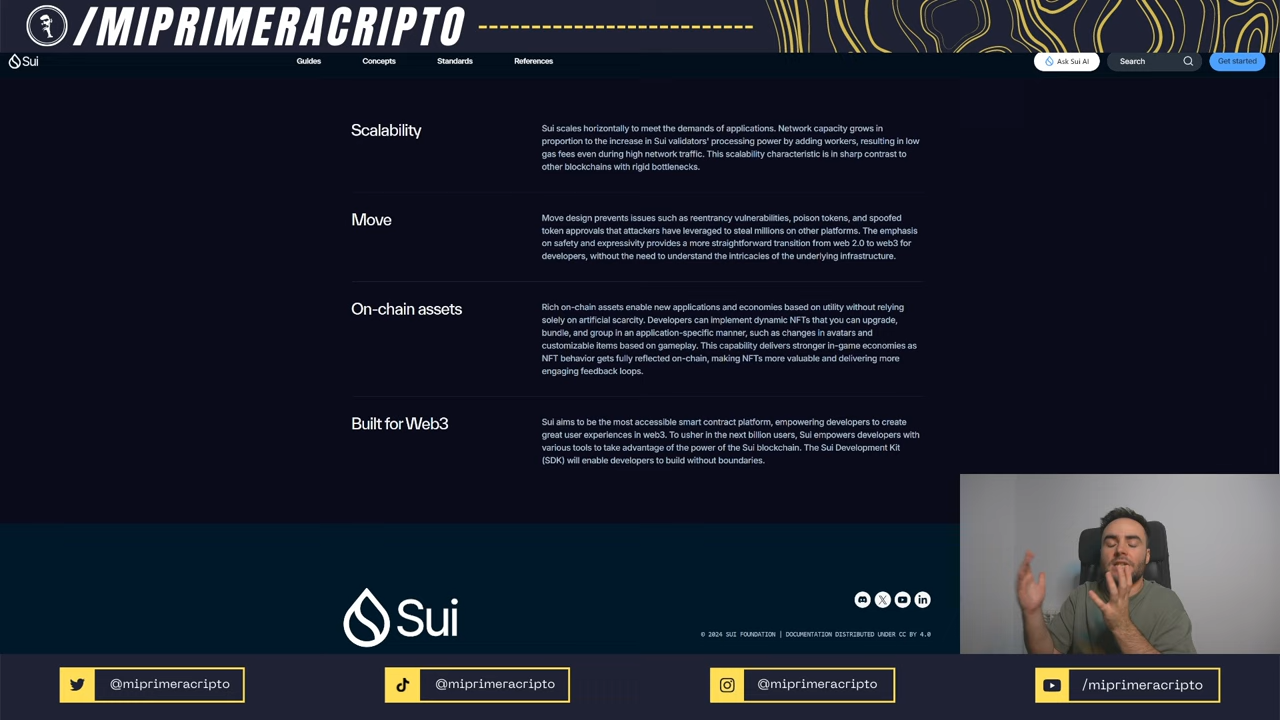 /MIPRIMERACRIPTO
Sui
Guides
Concepts
Standards
References
Ask Sui AI
Search
Get started
Scalability
Sui scales horizontally to meet the demands of applications. Network capacity grows in
proportion to the increase in Sui validators' processing power by adding workers, resulting in low
gas fees even during high network traffic. This scalability characteristic is in sharp contrast to
other blockchains with rigid bottlenecks.
Move
Move design prevents issues such as reentrancy vulnerabilities, poison tokens, and spoofed
token approvals that attackers have leveraged to steal millions on other platforms. The emphasis
on safety and expressivity provides a more straightforward transition from web 2.0 to web3 for
developers, without the need to understand the intricacies of the underlying infrastructure.
On-chain assets
Rich on-chain assets enable new applications and economies based on utility without relying
solely on artificial scarcity. Developers can implement dynamic NFTs that you can upgrade,
bundle, and group in an application-specific manner, such as changes in avatars and
customizable items based on gameplay. This capability delivers stronger in-game economies as
NFT behavior gets fully reflected on-chain, making NFTs more valuable and delivering more
engaging feedback loops.
Built for Web3
Sui aims to be the most accessible smart contract platform, empowering developers to create
great user experiences in web3. To usher in the next billion users, Sui empowers developers with
various tools to take advantage of the power of the Sui blockchain. The Sui Development Kit
(SDK) will enable developers to build without boundaries.
Sui
© 2024 SUI FOUNDATION | DOCUMENTATION DISTRIBUTED UNDER CC BY 4.0
@miprimeracripto
@miprimeracripto
@miprimeracripto
/miprimeracripto